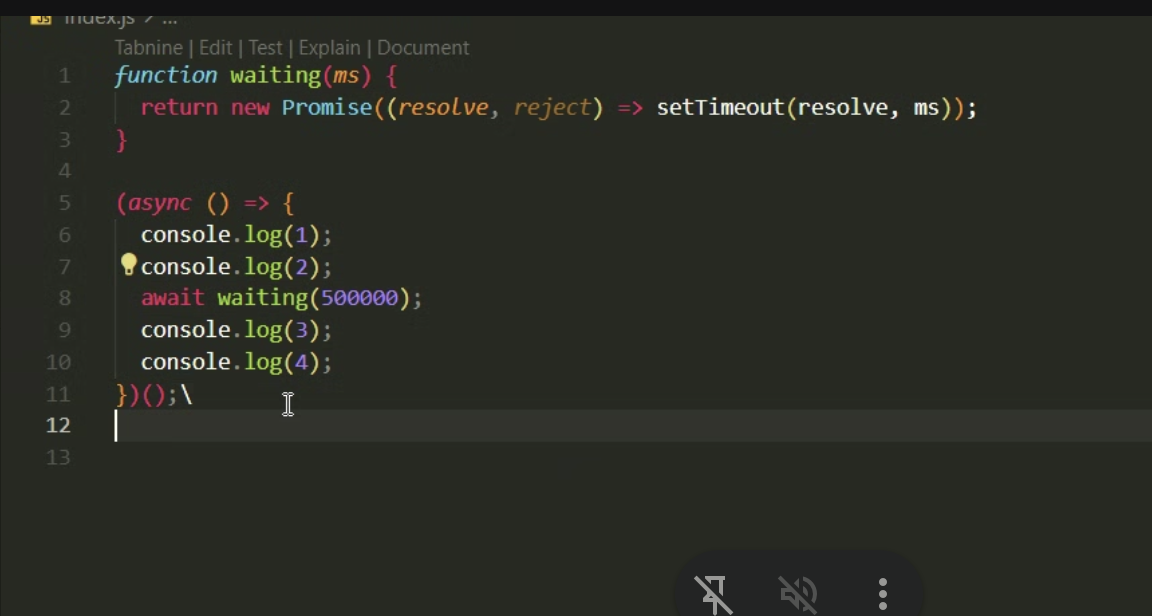 JS index.js > ...
Tabnine | Edit | Test | Explain | Document
1 function waiting(ms) {
2 return new Promise((resolve, reject) => setTimeout(resolve, ms));
3 }
4
5 (async () => {
6 console.log(1);
7 console.log(2);
8 await waiting(500000);
9 console.log(3);
10 console.log(4);
11 })();\
12
13